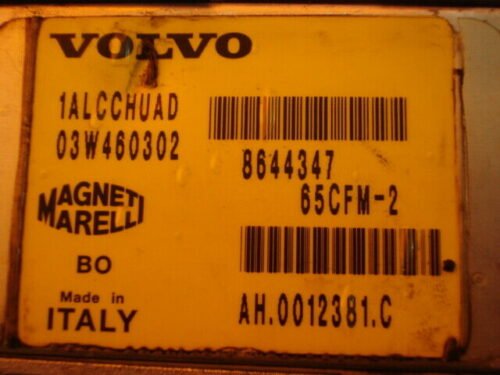 VOLVO
1ALCCHUAD
03W460302
8644347
65CFM-2
MAGNETI
MARELLI
BO
Made in
ITALY
AH.0012381.C